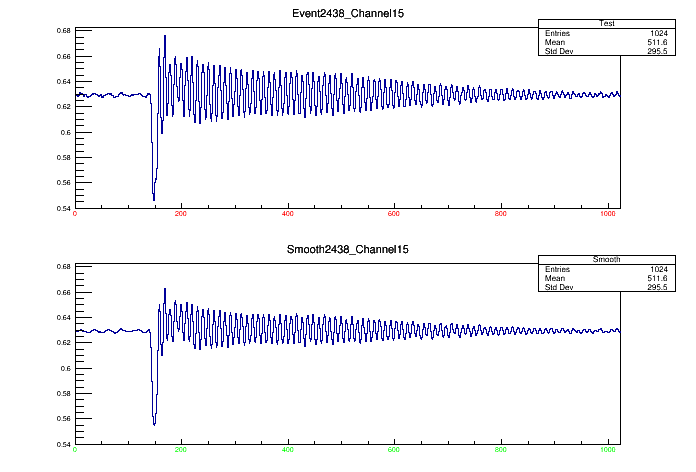 Event2438_Channel15
Test
Entries 1024
Mean 511.6
Std Dev 295.5
0.68
0.66
0.64
0.62
0.6
0.58
0.56
0.54
0 200 400 600 800 1000
Smooth2438_Channel15
Smooth
Entries 1024
Mean 511.6
Std Dev 295.5
0.68
0.66
0.64
0.62
0.6
0.58
0.56
0.54
0 200 400 600 800 1000